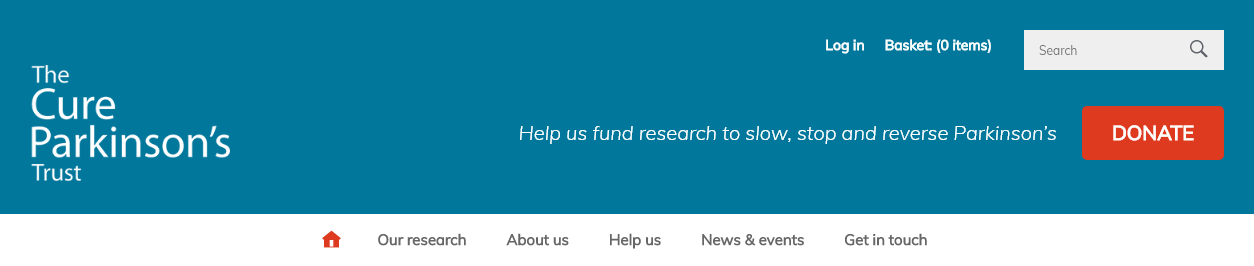 Log in Basket: (0 items) Search
The
Cure
Parkinson's
Trust
Help us fund research to slow, stop and reverse Parkinson's DONATE
Our research About us Help us News & events Get in touch